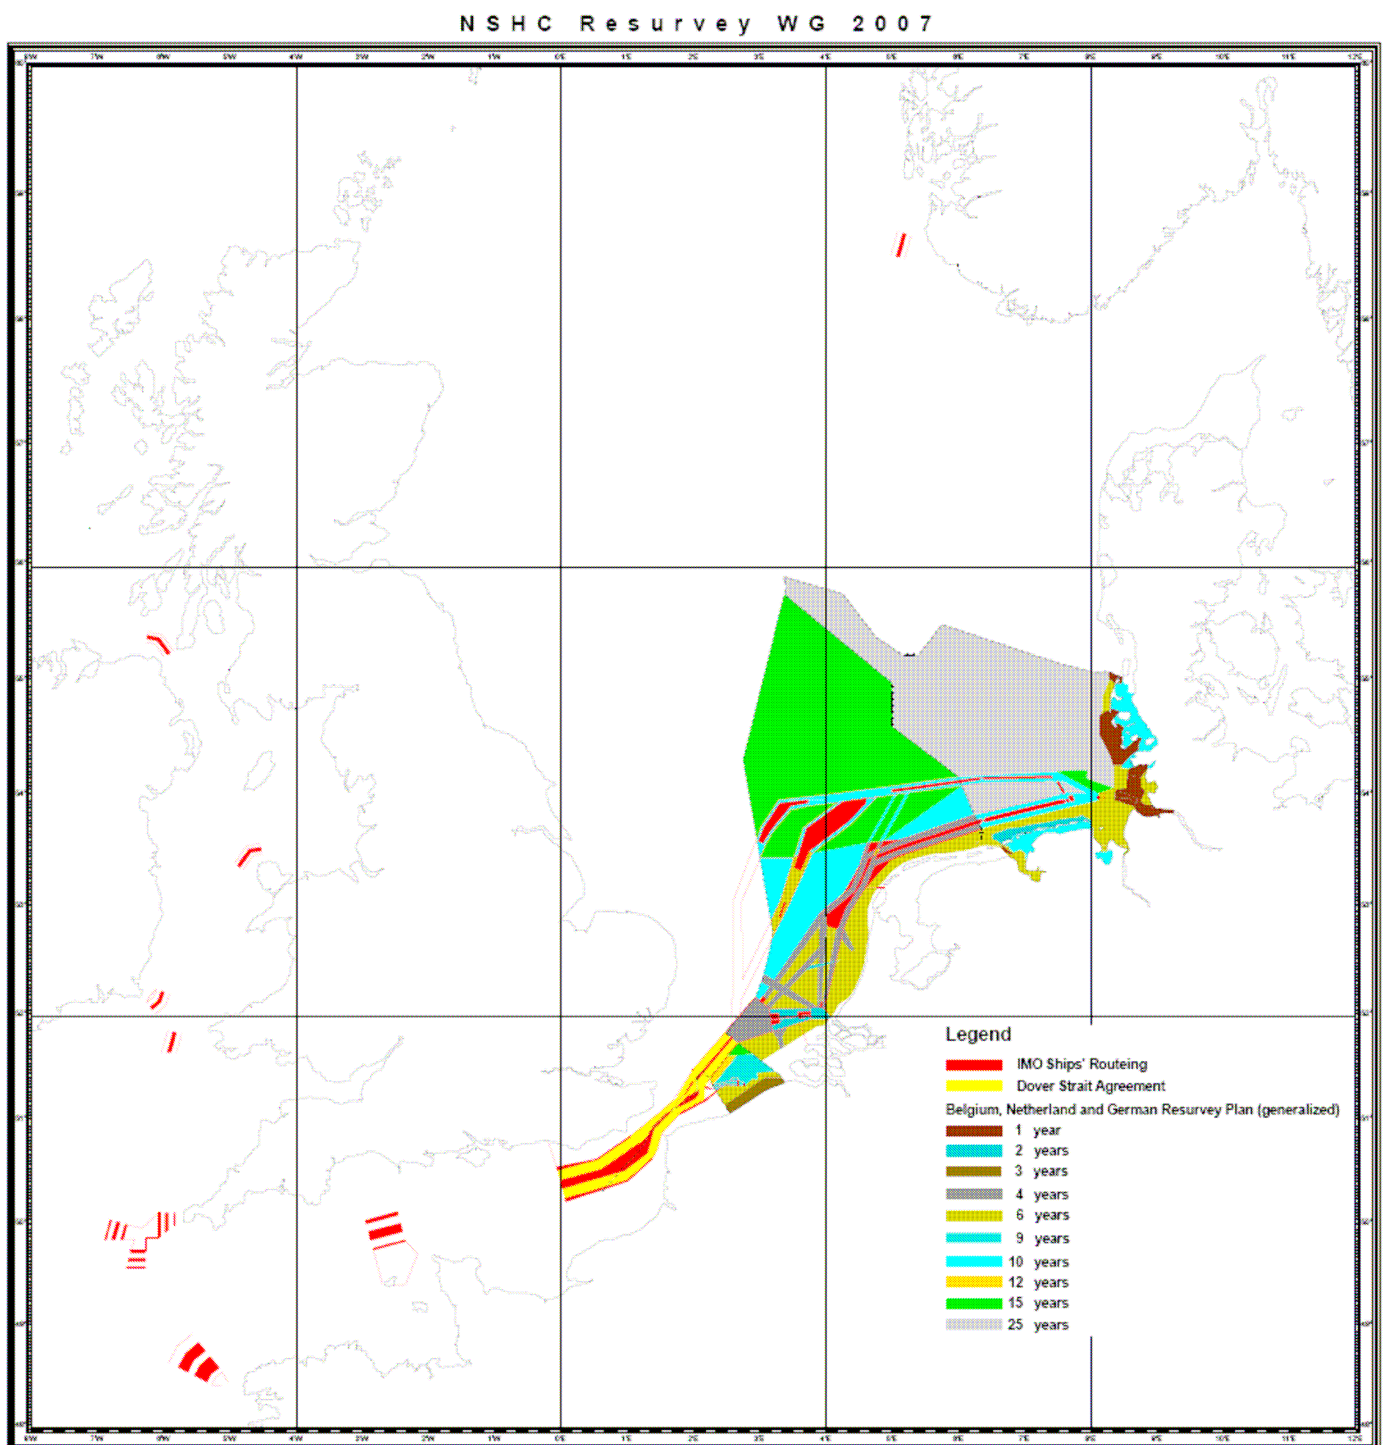 NSHC Resurvey WG 2007
Legend
IMO Ships' Routeing
Dover Strait Agreement
Belgium, Netherland and German Resurvey Plan (generalized)
1 year
2 years
3 years
4 years
6 years
9 years
10 years
12 years
15 years
25 years